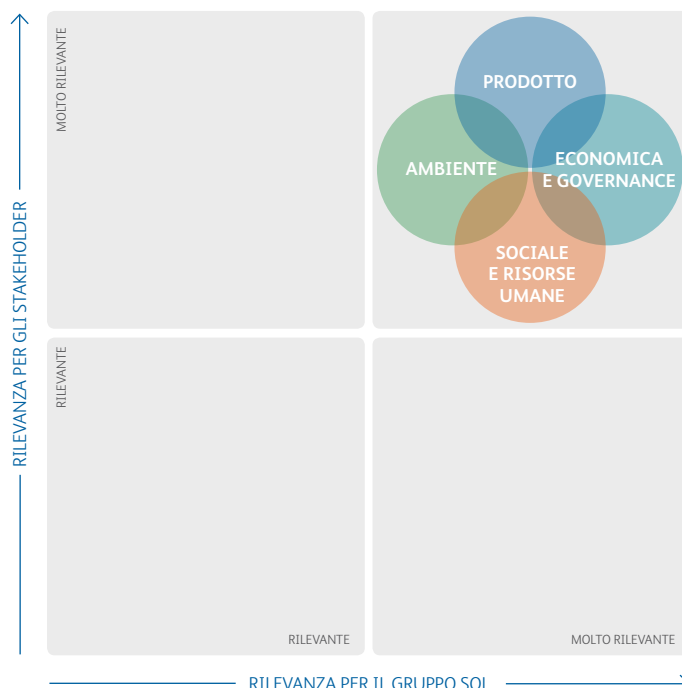 MOLTO RILEVANTE
PRODOTTO
AMBIENTE
ECONOMICA
E GOVERNANCE
SOCIALE
E RISORSE
UMANE
RILEVANZA PER GLI STAKEHOLDER
RILEVANTE
RILEVANTE
MOLTO RILEVANTE
RILEVANZA PER IL GRUPPO SOL